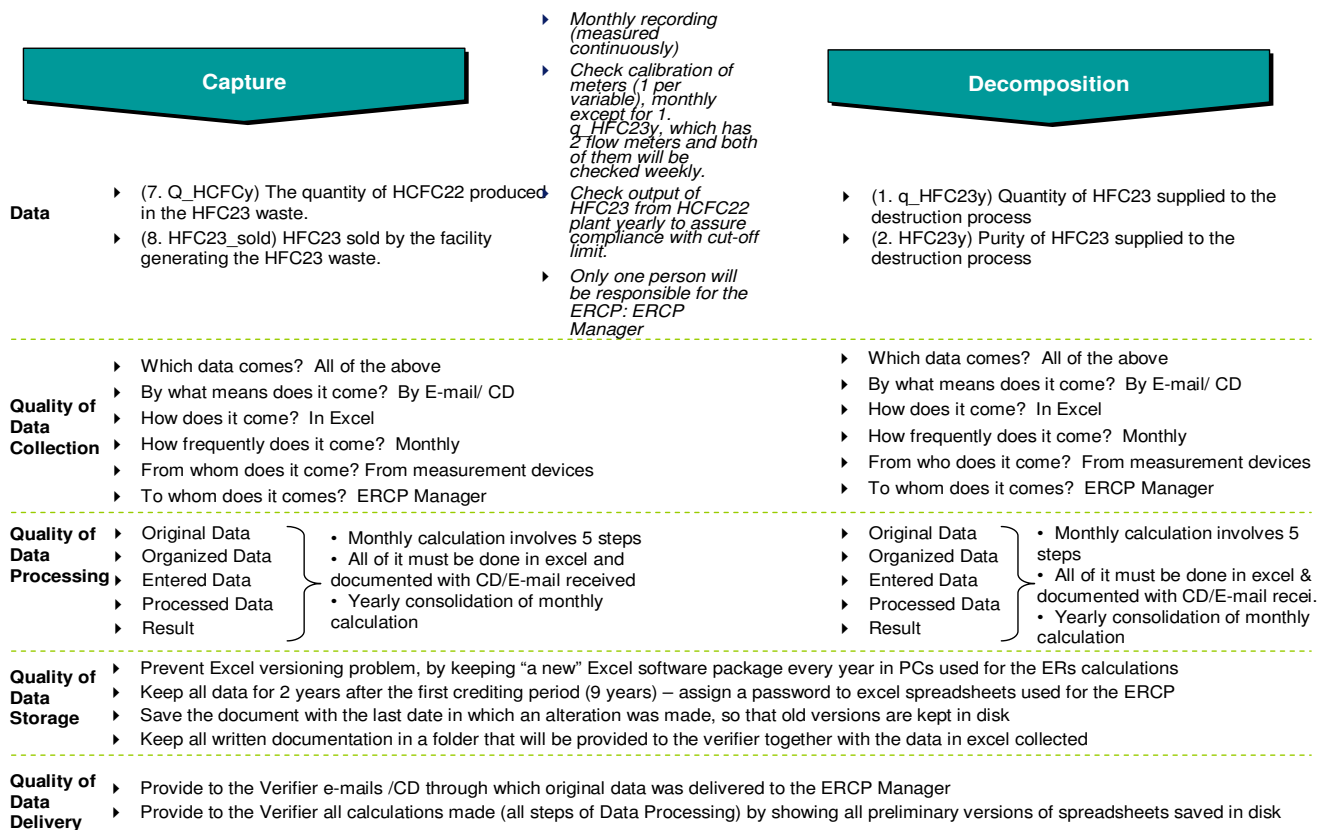 Capture
Monthly recording
(measured
continuously)
Check calibration of
meters (1 per
variable), monthly
except for 1.
q_HFC23y, which has
2 flow meters and both
of them will be
checked weekly.
Check output of
HFC23 from HCFC22
plant yearly to assure
compliance with cut-off
limit.
Only one person will
be responsible for the
ERCP: ERCP
Manager
Decomposition
Data
(7. Q_HCFCy) The quantity of HCFC22 produced
in the HFC23 waste.
(8. HFC23_sold) HFC23 sold by the facility
generating the HFC23 waste.
(1. q_HFC23y) Quantity of HFC23 supplied to the
destruction process
(2. HFC23y) Purity of HFC23 supplied to the
destruction process
Quality of
Data
Collection
Which data comes? All of the above
By what means does it come? By E-mail/ CD
How does it come? In Excel
How frequently does it come? Monthly
From whom does it come? From measurement devices
To whom does it comes? ERCP Manager
Which data comes? All of the above
By what means does it come? By E-mail/ CD
How does it come? In Excel
How frequently does it come? Monthly
From who does it come? From measurement devices
To whom does it comes? ERCP Manager
Quality of
Data
Processing
Original Data
Organized Data
Entered Data
Processed Data
Result
• Monthly calculation involves 5 steps
• All of it must be done in excel and
documented with CD/E-mail received
• Yearly consolidation of monthly
calculation
Original Data
Organized Data
Entered Data
Processed Data
Result
• Monthly calculation involves 5
steps
• All of it must be done in excel &
documented with CD/E-mail recei.
• Yearly consolidation of monthly
calculation
Quality of
Data
Storage
Prevent Excel versioning problem, by keeping “a new” Excel software package every year in PCs used for the ERs calculations
Keep all data for 2 years after the first crediting period (9 years) – assign a password to excel spreadsheets used for the ERCP
Save the document with the last date in which an alteration was made, so that old versions are kept in disk
Keep all written documentation in a folder that will be provided to the verifier together with the data in excel collected
Quality of
Data
Delivery
Provide to the Verifier e-mails /CD through which original data was delivered to the ERCP Manager
Provide to the Verifier all calculations made (all steps of Data Processing) by showing all preliminary versions of spreadsheets saved in disk